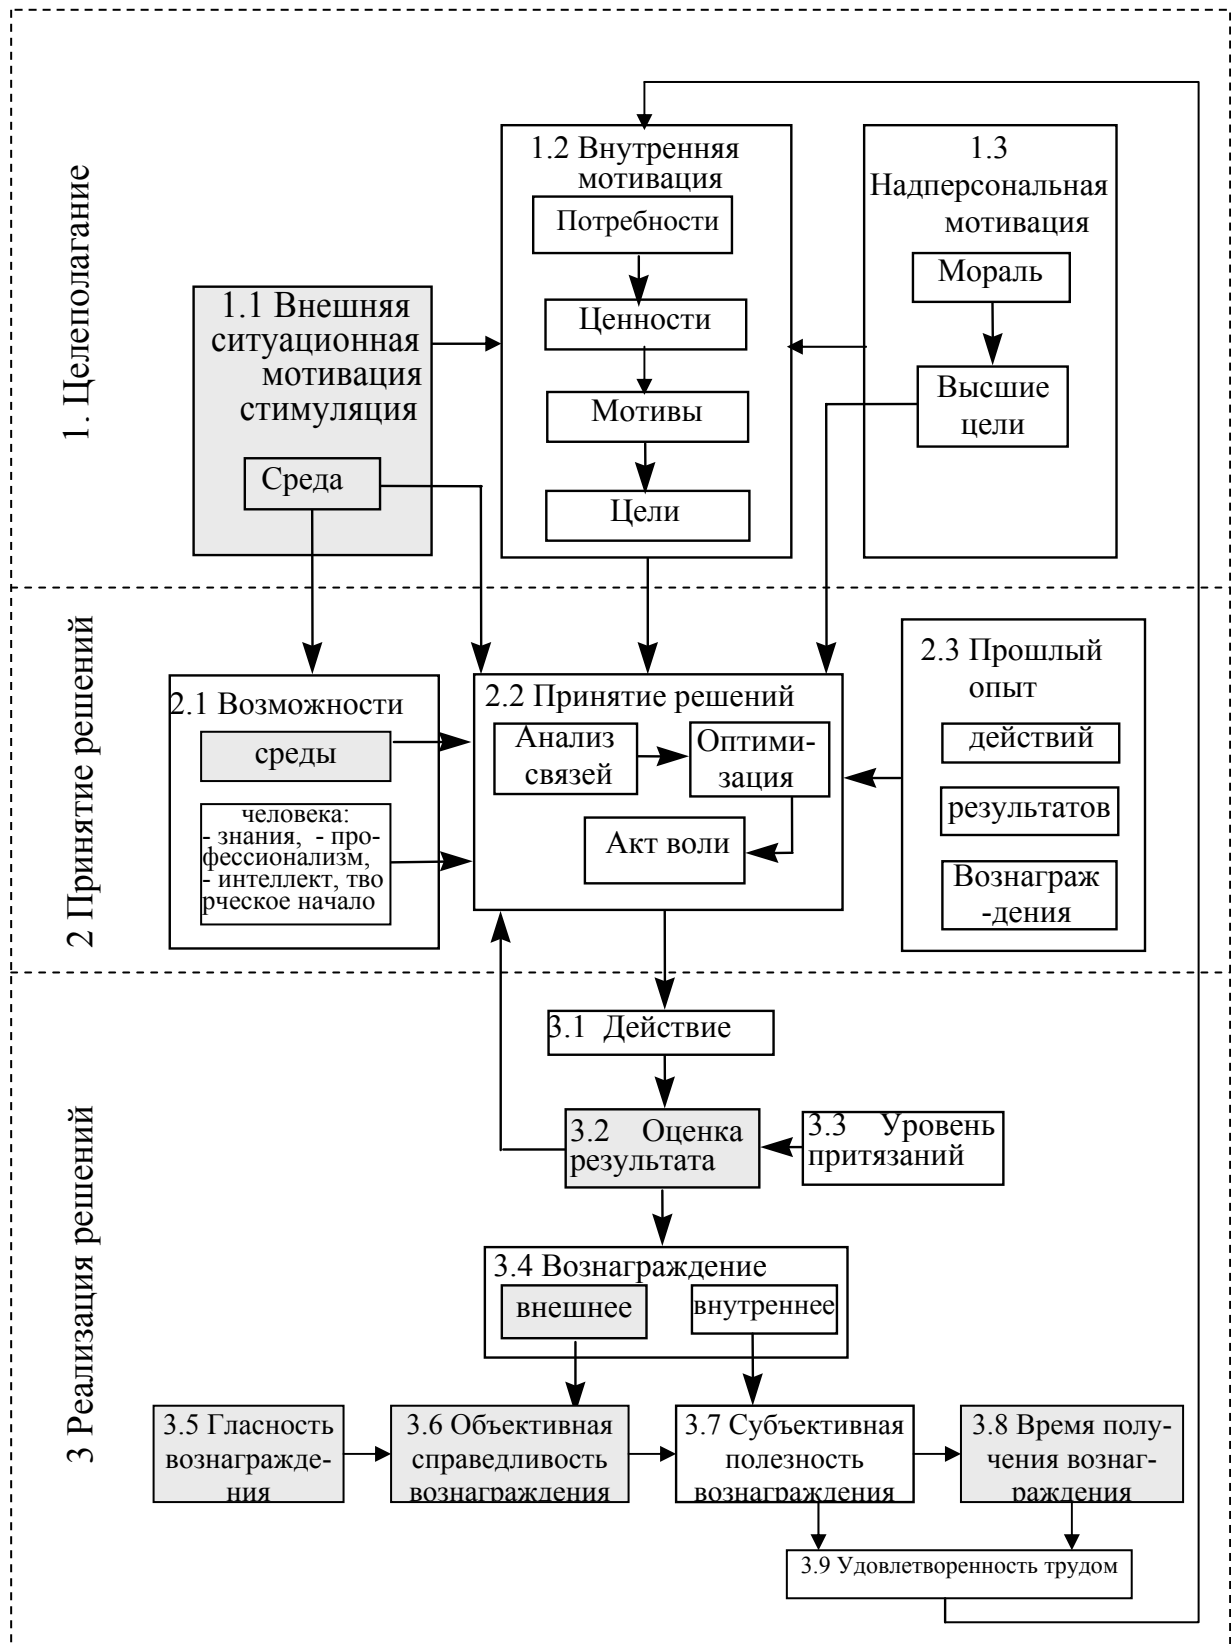 1. Целеполагание
1.1 Внешняя
ситуационная
мотивация
стимуляция
Среда
1.2 Внутренняя
мотивация
Потребности
Ценности
Мотивы
Цели
1.3
Надперсональная
мотивация
Мораль
Высшие
цели
2 Принятие решений
2.1 Возможности
среды
человека:
- знания, - про-
фессионализм,
- интеллект, тво
рческое начало
2.2 Принятие решений
Анализ
связей
Оптими-
зация
Акт воли
2.3 Прошлый
опыт
действий
результатов
Вознаграж
-дения
3 Реализация решений
3.1 Действие
3.2 Оценка
результата
3.3 Уровень
притязаний
3.4 Вознаграждение
внешнее
внутреннее
3.5 Гласность
вознагражде-
ния
3.6 Объективная
справедливость
вознаграждения
3.7 Субъективная
полезность
вознаграждения
3.8 Время полу-
чения вознаг-
раждения
3.9 Удовлетворенность трудом